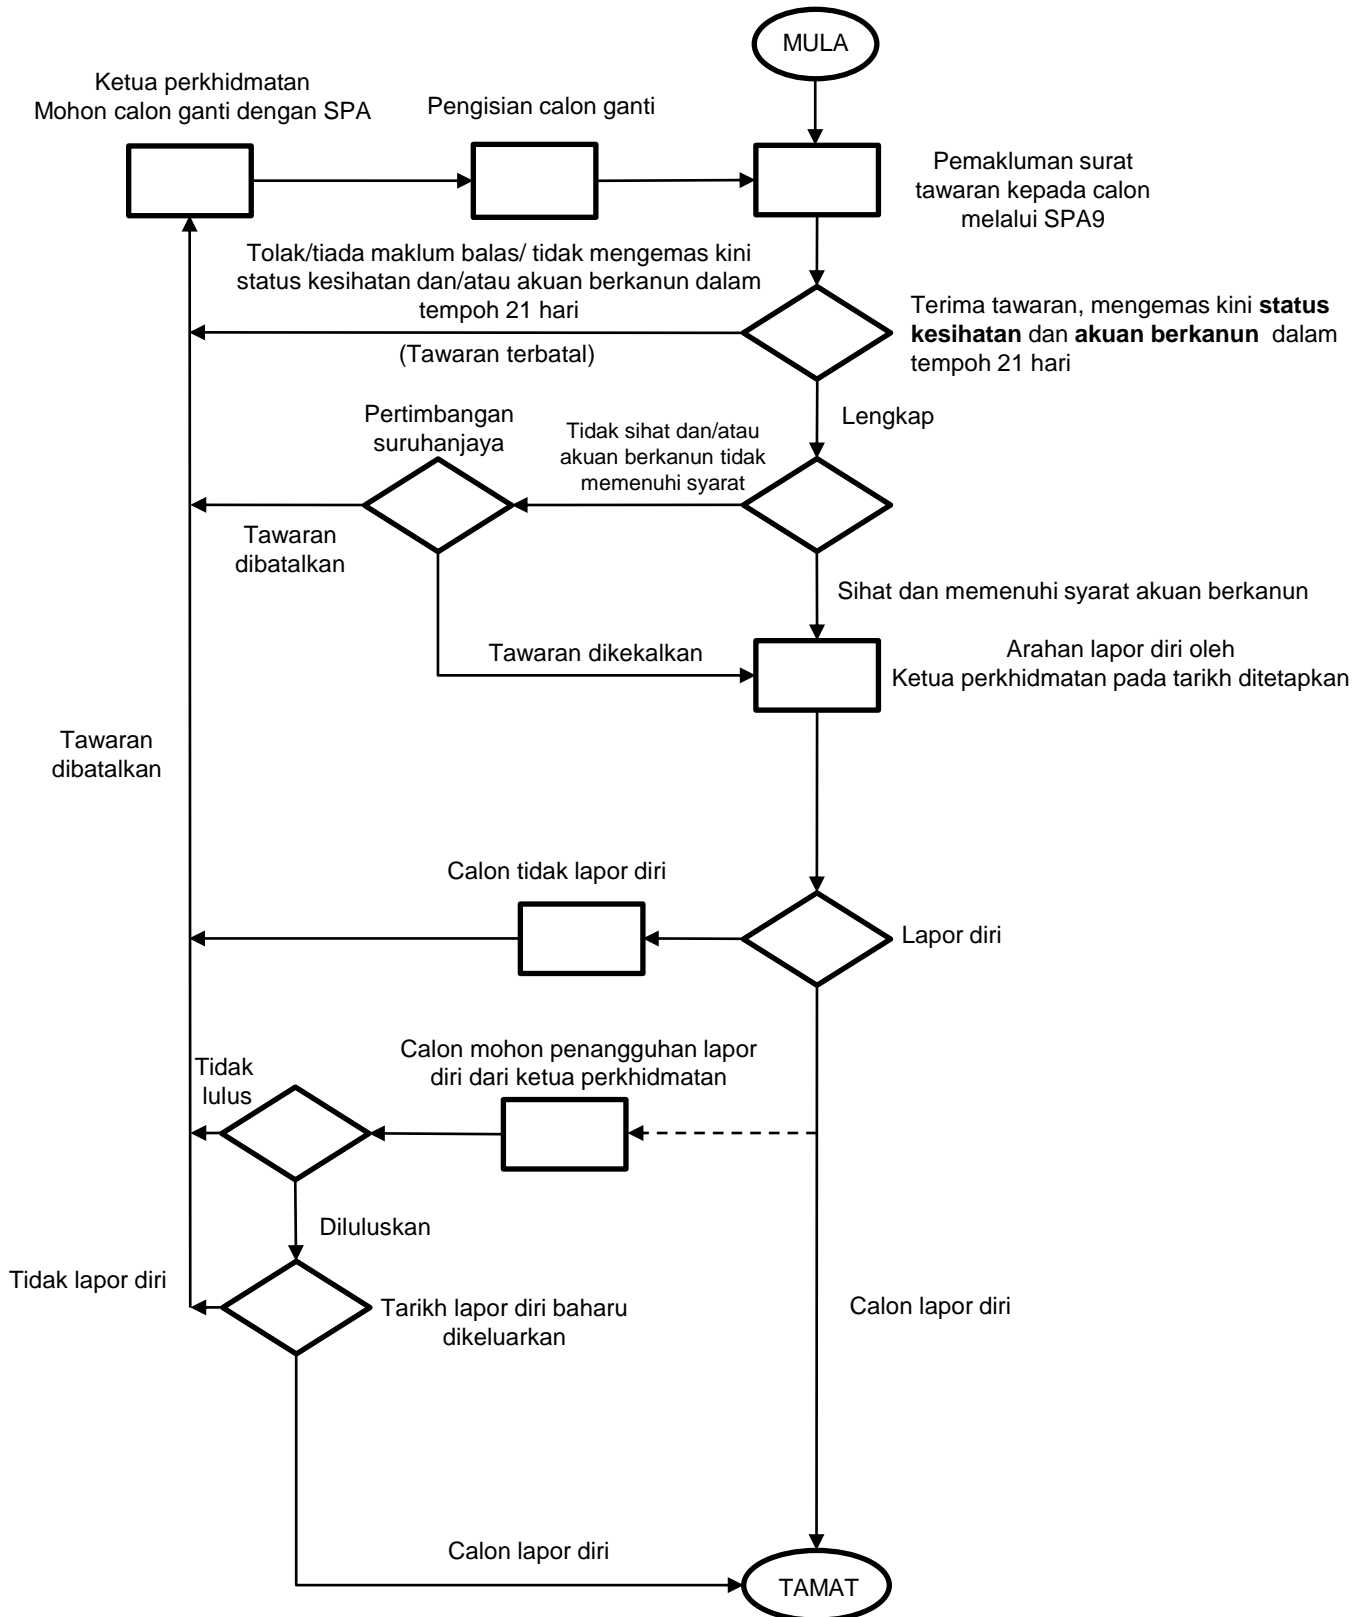 MULA
Ketua perkhidmatan
Mohon calon ganti dengan SPA
Pengisian calon ganti
Pemakluman surat
tawaran kepada calon
melalui SPA9
Tolak/tiada maklum balas/ tidak mengemas kini
status kesihatan dan/atau akuan berkanun dalam
tempoh 21 hari
(Tawaran terbatal)
Terima tawaran, mengemas kini status
kesihatan dan akuan berkanun dalam
tempoh 21 hari
Lengkap
Pertimbangan
suruhanjaya
Tidak sihat dan/atau
akuan berkanun tidak
memenuhi syarat
Tawaran
dibatalkan
Sihat dan memenuhi syarat akuan berkanun
Tawaran dikekalkan
Arahan lapor diri oleh
Ketua perkhidmatan pada tarikh ditetapkan
Tawaran
dibatalkan
Calon tidak lapor diri
Lapor diri
Calon mohon penangguhan lapor
diri dari ketua perkhidmatan
Tidak
lulus
Diluluskan
Tidak lapor diri
Tarikh lapor diri baharu
dikeluarkan
Calon lapor diri
Calon lapor diri
TAMAT